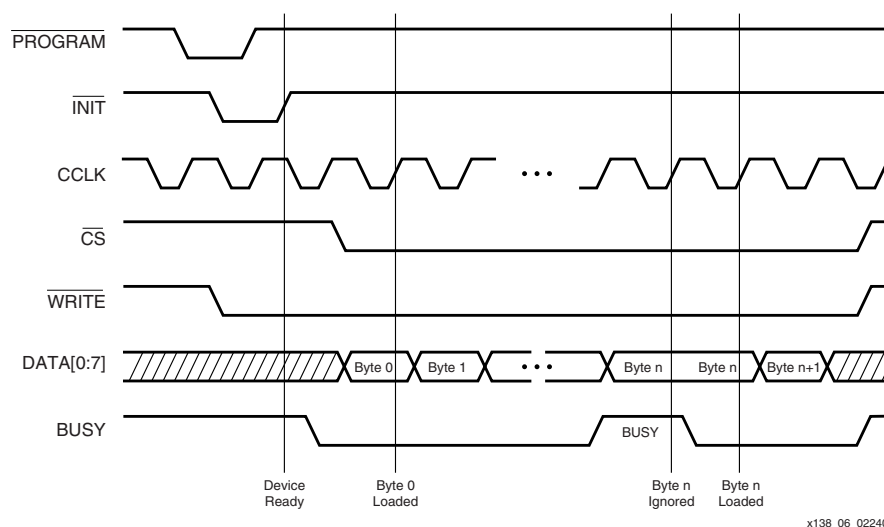 PROGRAM
INIT
CCLK
CS
WRITE
DATA[0:7]
Byte 0
Byte 1
Byte n
Byte n
Byte n+1
BUSY
BUSY
Device
Ready
Byte 0
Loaded
Byte n
Ignored
Byte n
Loaded
x138_06_02240